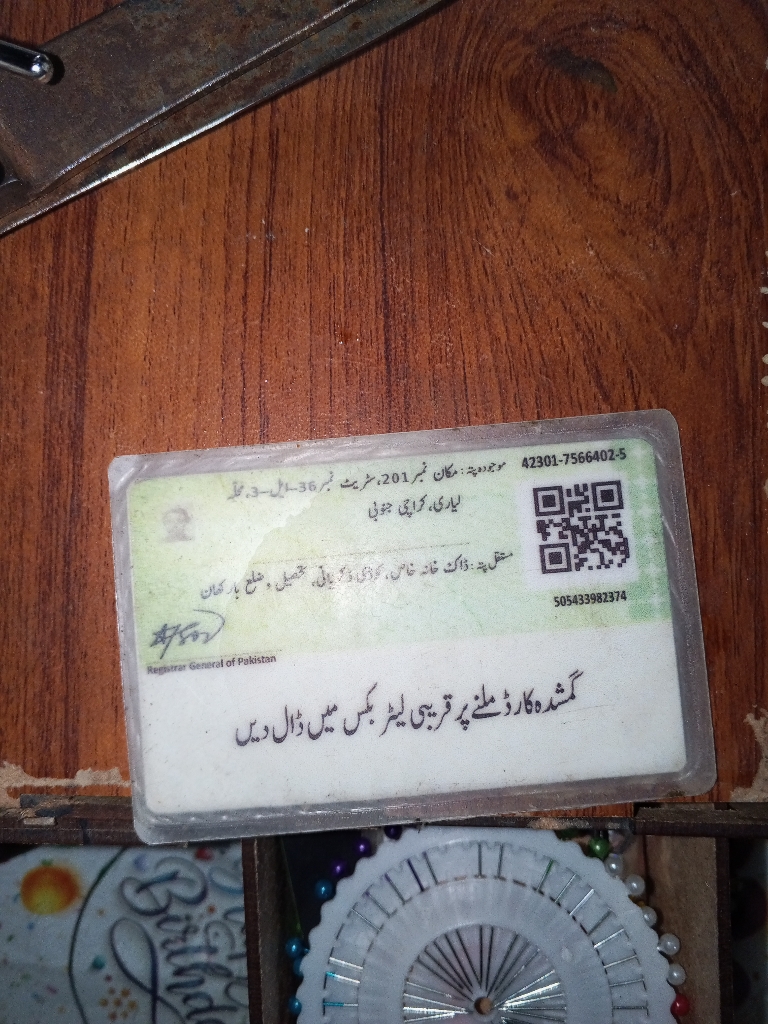 42301-7566402-5
موجودہ پتہ: مکان نمبر 201، سٹریٹ نمبر 36-ایل-3، محلہ
لیاری، کراچی جنوبی
مستقل پتہ: ڈاک خانہ خاص، تحصیل و ضلع بارکھان
505433982374
Registrar General of Pakistan
گمشدہ کارڈ ملنے پر قریبی لیٹر بکس میں ڈال دیں
Birthda